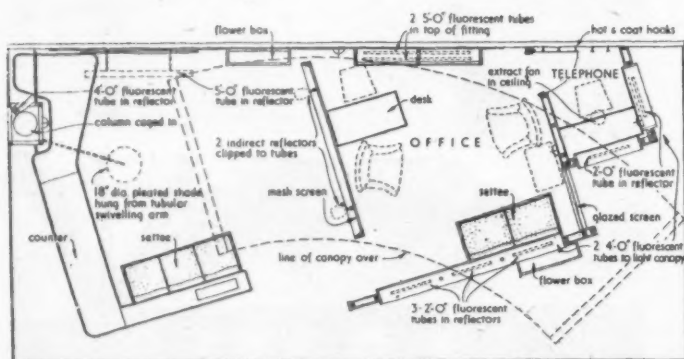 flower box
2 5'-0" fluorescent tubes
in top of fitting
hat & coat hooks
4'-0" fluorescent
tube in reflector
5'-0" fluorescent
tube in reflector
extract fan
in ceiling
TELEPHONE
column caged in
desk
OFFICE
2 indirect reflectors
clipped to tubes
18" dia pleated shade
hung from tubular
swivelling arm
mesh screen
settee
2'-0" fluorescent
tube in reflector
glazed screen
counter
settee
line of canopy over
2 4'-0" fluorescent
tubes to light canopy
flower box
3-2'-0" fluorescent
tubes in reflectors